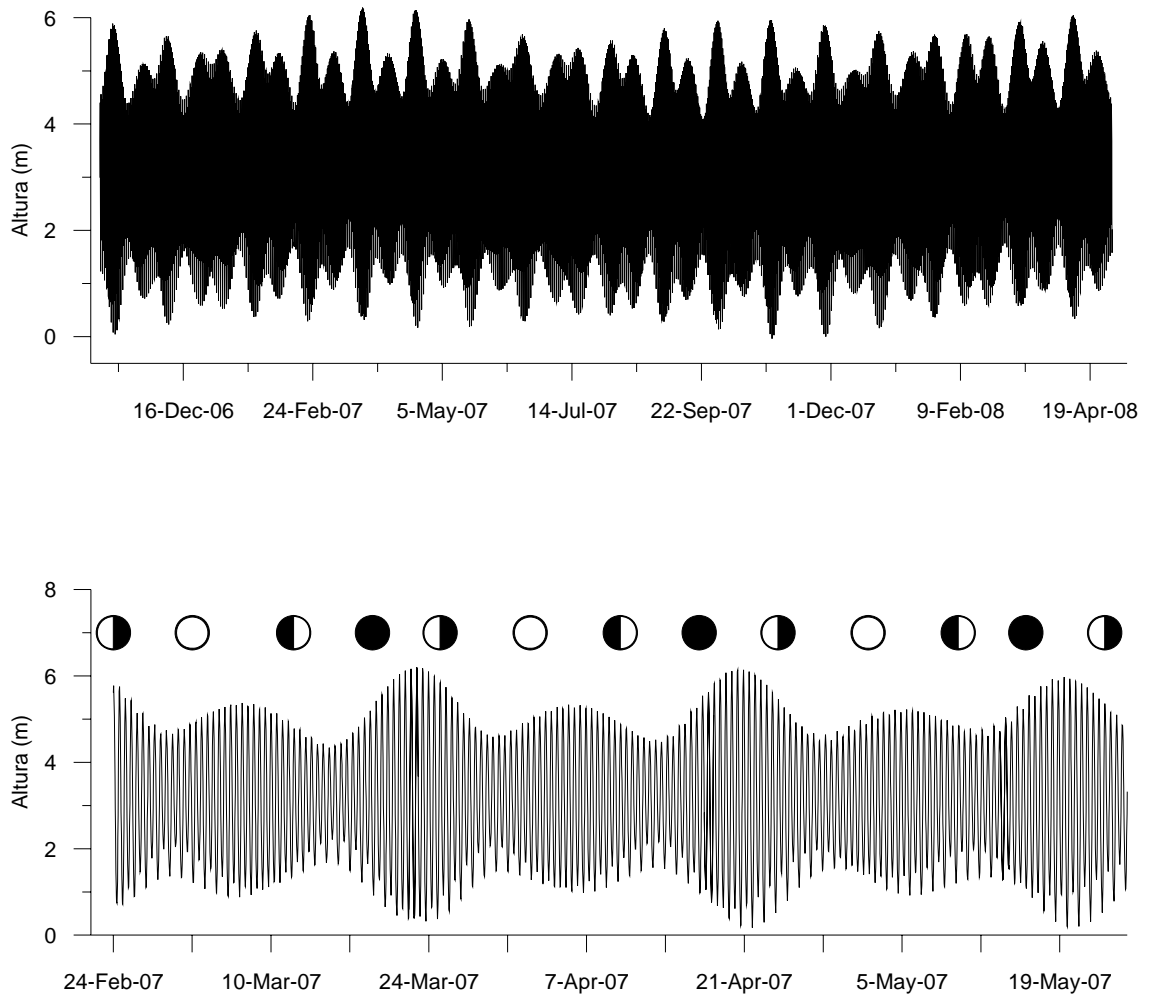 6
4
2
0
Altura (m)
16-Dec-06 24-Feb-07 5-May-07 14-Jul-07 22-Sep-07 1-Dec-07 9-Feb-08 19-Apr-08
8
6
4
2
0
Altura (m)
24-Feb-07 10-Mar-07 24-Mar-07 7-Apr-07 21-Apr-07 5-May-07 19-May-07